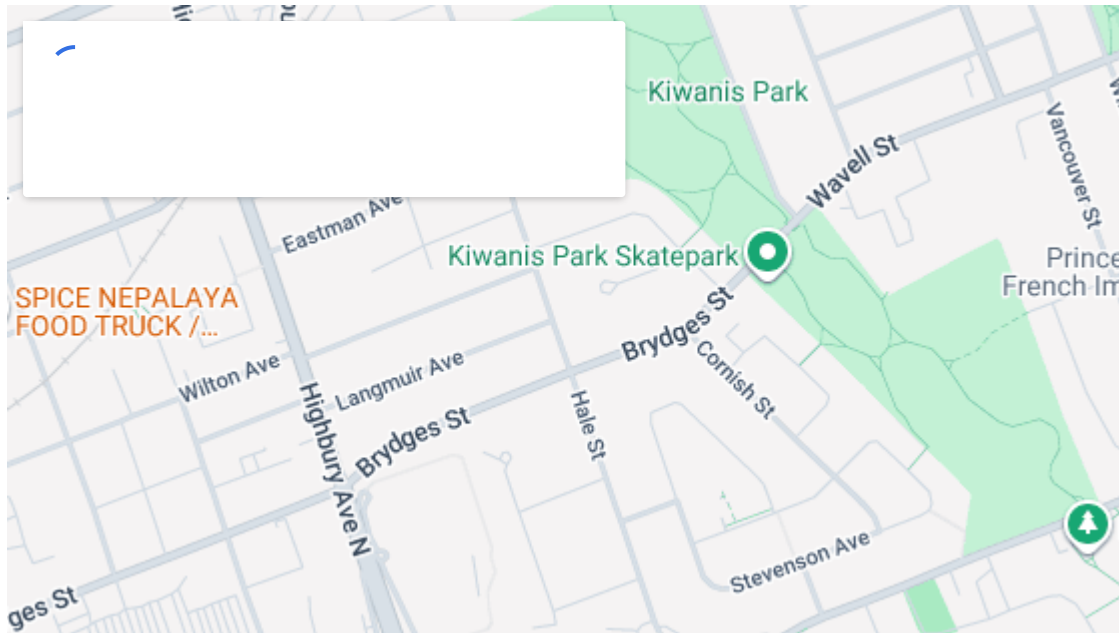 Kiwanis Park
Wavell St
Vancouver St
Eastman Ave
Kiwanis Park Skatepark
Prince
French Im
SPICE NEPALAYA
FOOD TRUCK /...
Brydges St
Wilton Ave
Langmuir Ave
Cornish St
Highbury Ave N
Hale St
Brydges St
Stevenson Ave
ges St